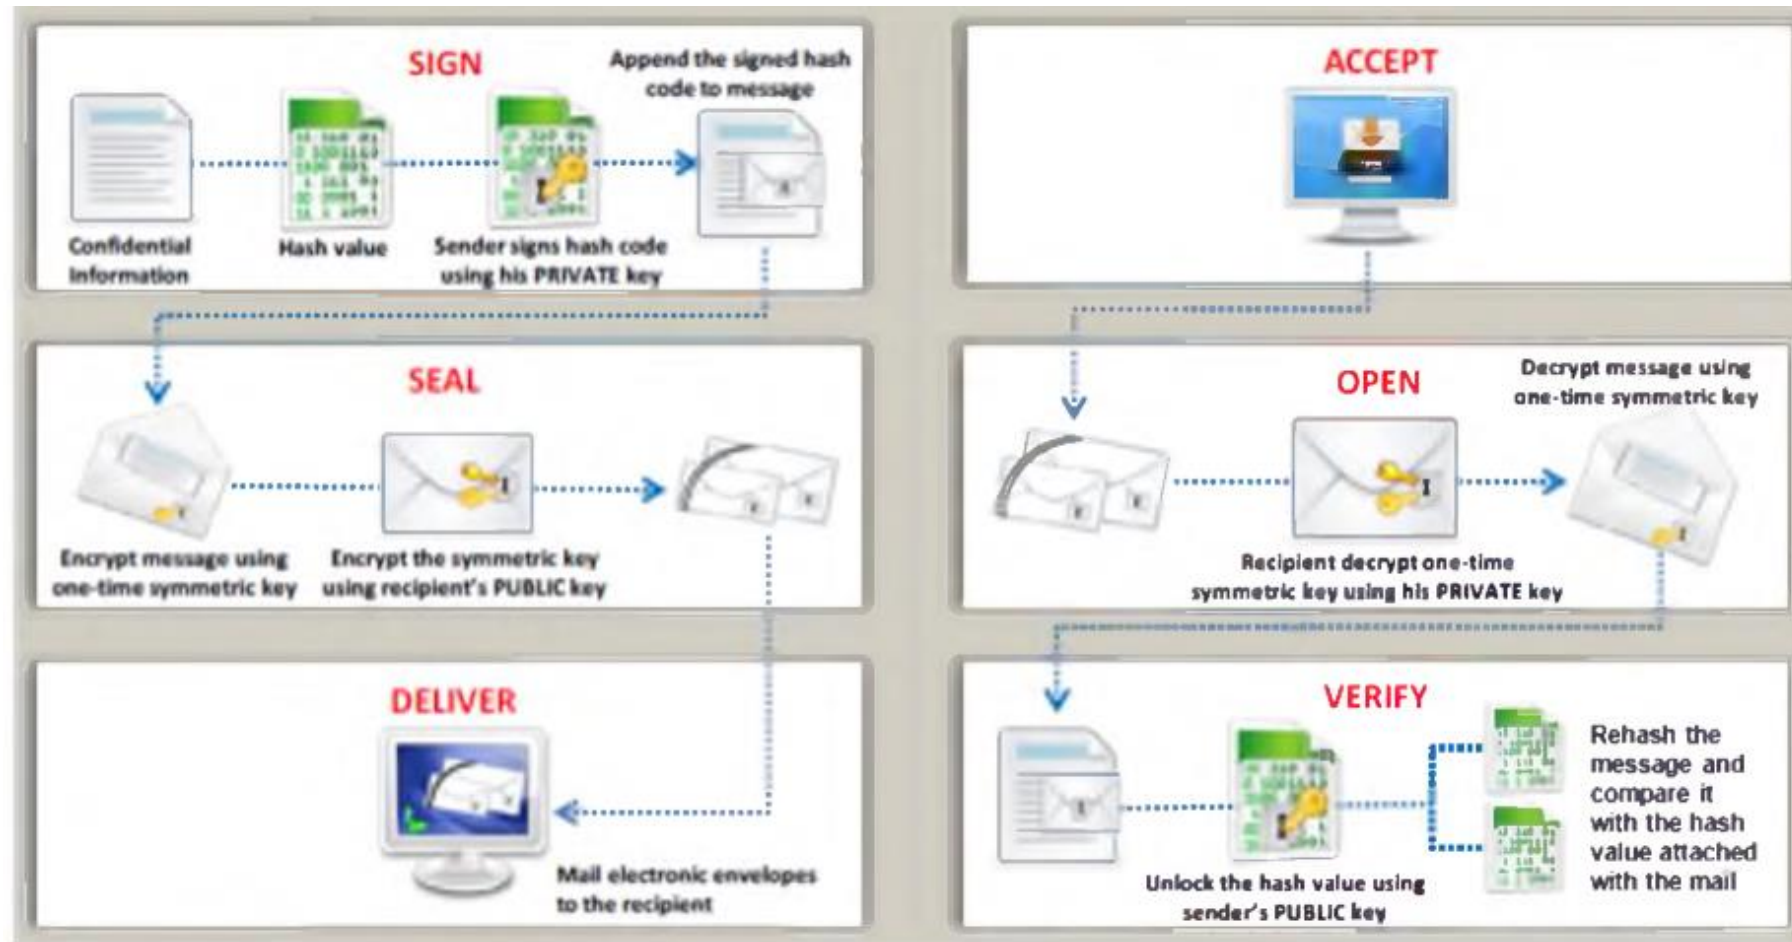 SIGN
Append the signed hash
code to message
Confidential
Information
Hash value
Sender signs hash code
using his PRIVATE key
SEAL
Encrypt message using
one-time symmetric key
Encrypt the symmetric key
using recipient's PUBLIC key
DELIVER
Mail electronic envelopes
to the recipient
ACCEPT
OPEN
Decrypt message using
one-time symmetric key
Recipient decrypt one-time
symmetric key using his PRIVATE key
VERIFY
Unlock the hash value using
sender's PUBLIC key
Rehash the
message and
compare it
with the hash
value attached
with the mail